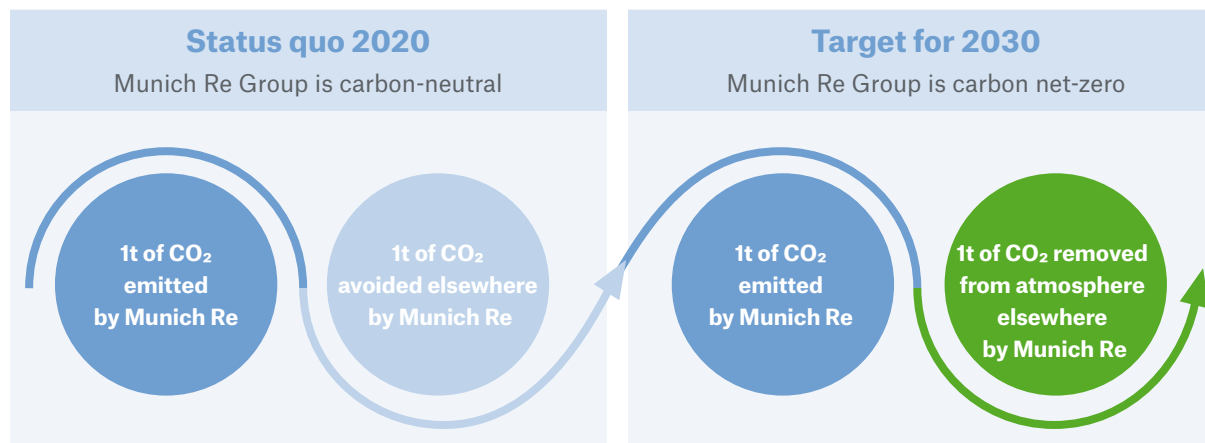 Status quo 2020
Munich Re Group is carbon-neutral
1t of CO₂
emitted
by Munich Re
1t of CO₂
avoided elsewhere
by Munich Re
Target for 2030
Munich Re Group is carbon net-zero
1t of CO₂
emitted
by Munich Re
1t of CO₂ removed
from atmosphere
elsewhere
by Munich Re